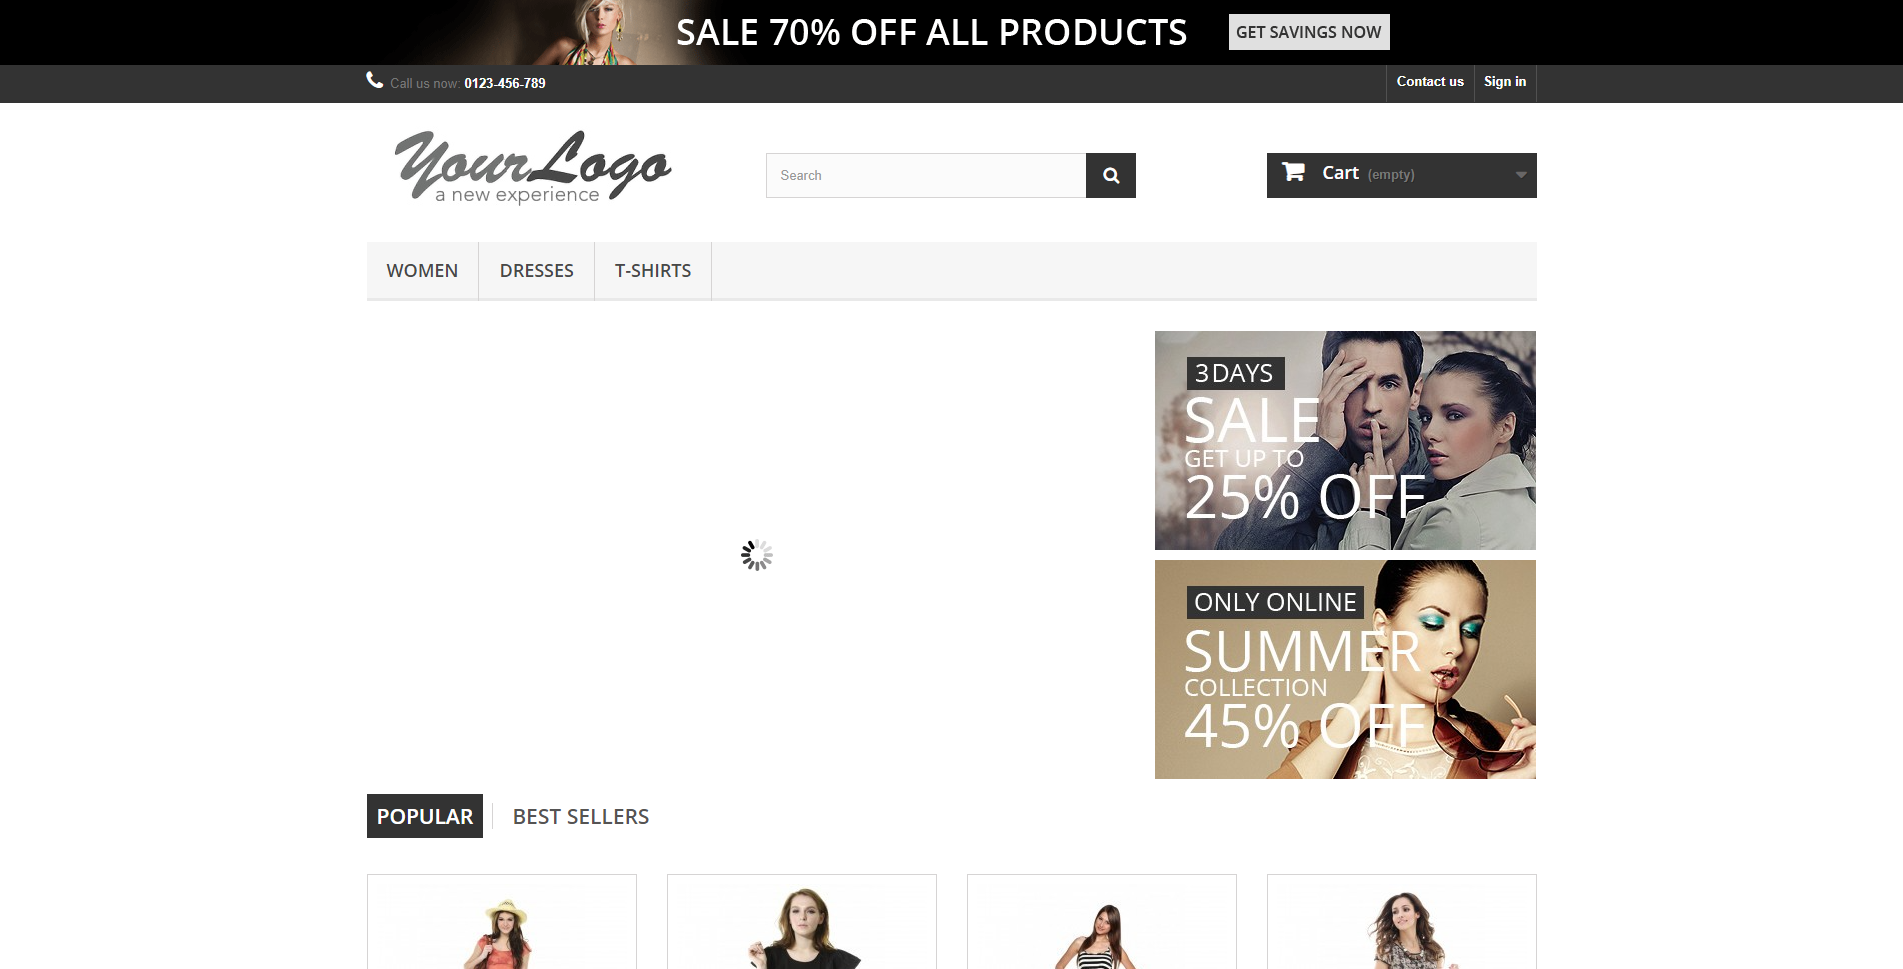 SALE 70% OFF ALL PRODUCTS
GET SAVINGS NOW
Call us now: 0123-456-789
Contact us
Sign in
YourLogo
a new experience
Search
Cart (empty)
WOMEN
DRESSES
T-SHIRTS
3DAYS
SALE
GET UP TO
25% OFF
ONLY ONLINE
SUMMER
COLLECTION
45% OFF
POPULAR
BEST SELLERS